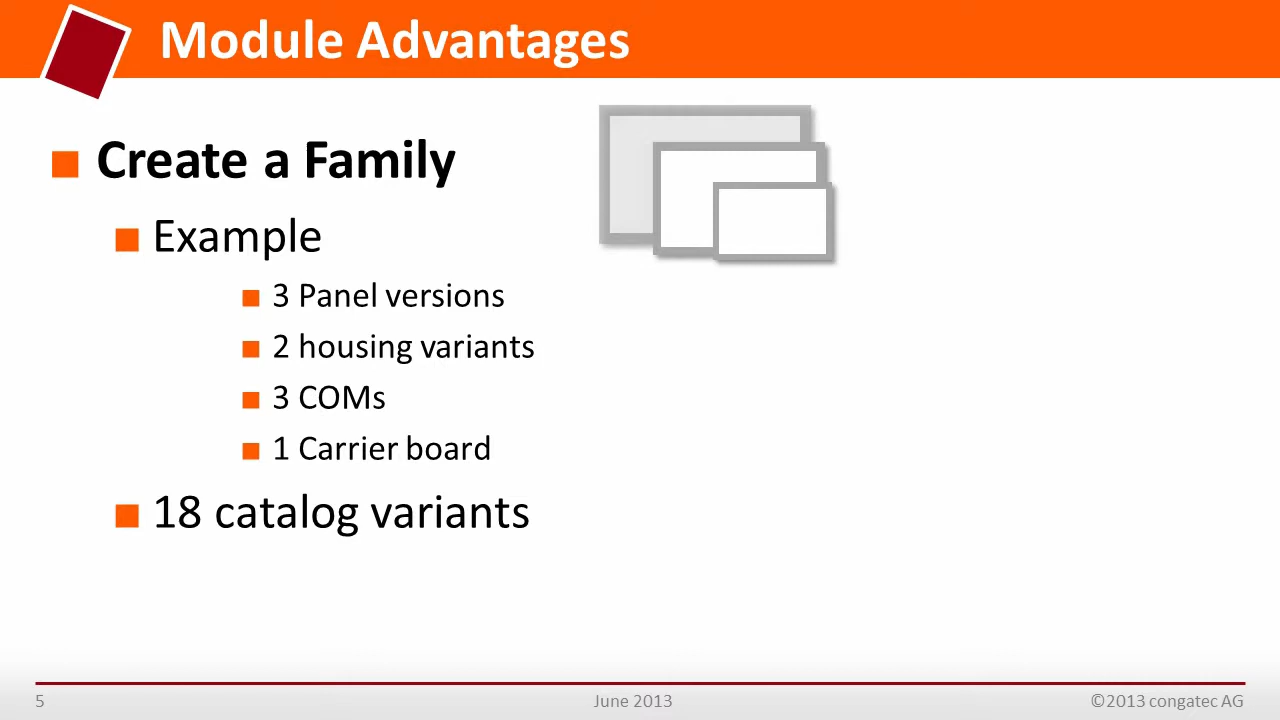 Module Advantages
Create a Family
Example
3 Panel versions
2 housing variants
3 COMs
1 Carrier board
18 catalog variants
5
June 2013
©2013 congatec AG